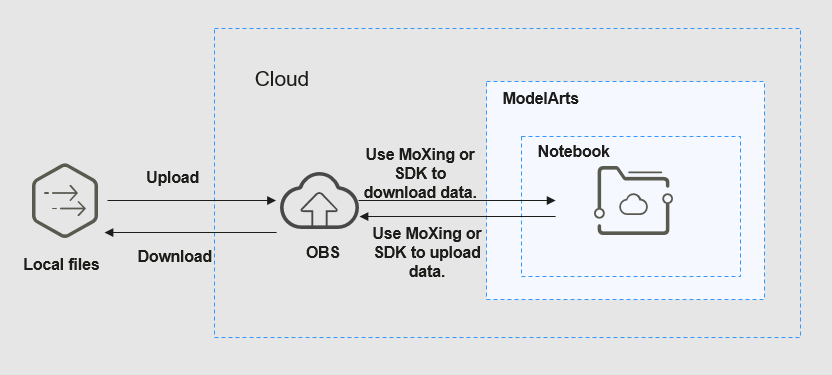 Cloud
ModelArts
Notebook
Use MoXing or
SDK to
download data.
Upload
Use MoXing or
SDK to upload
data.
Download
OBS
Local files